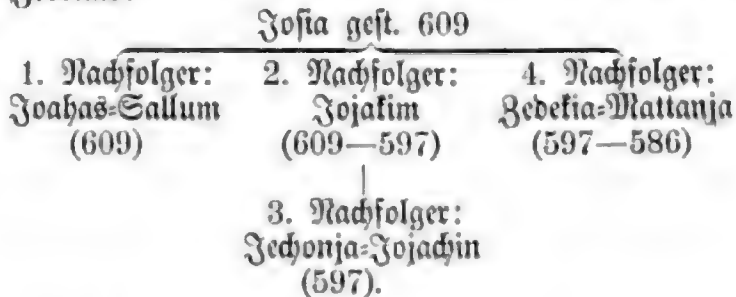 Josia gest. 609
1. Nachfolger: 2. Nachfolger: 4. Nachfolger:
Joahas-Sallum Jojakim Zedekia-Mattanja
(609) (609—597) (597—586)
3. Nachfolger:
Jechonja-Jojachin
(597).